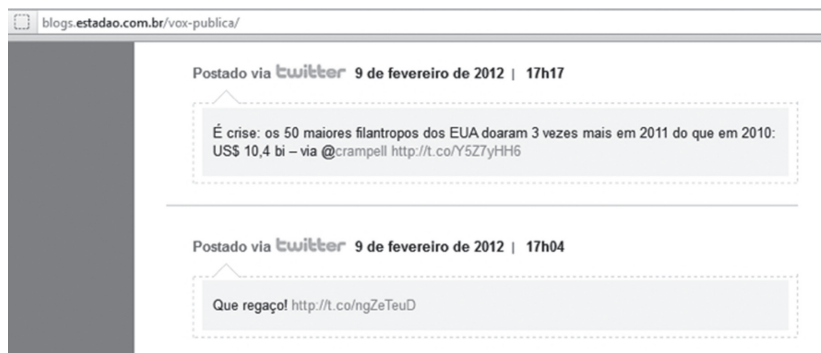 blogs.estadao.com.br/vox-publica/
Postado via twitter 9 de fevereiro de 2012 | 17h17
É crise: os 50 maiores filantropos dos EUA doaram 3 vezes mais em 2011 do que em 2010:
US$ 10,4 bi – via @crampell http://t.co/Y5Z7yHH6
Postado via twitter 9 de fevereiro de 2012 | 17h04
Que regaço! http://t.co/ngZeTeuD